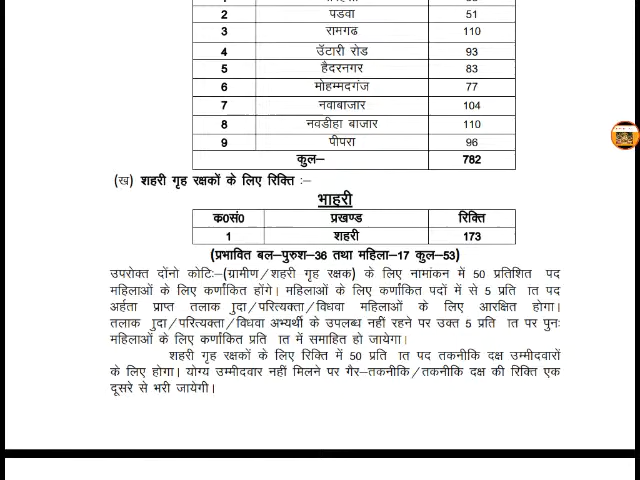 2 पडवा 51
3 रामगढ 110
4 उंटारी रोड 93
5 हैदरनगर 83
6 मोहम्मदगंज 77
7 नवाबाजार 104
8 नवडीहा बाजार 110
9 पीपरा 96
कुल– 782
(ख) शहरी गृह रक्षकों के लिए रिक्ति :–
भाहरी
क0सं0 प्रखण्ड रिक्ति
1 शहरी 173
(प्रभावित बल–पुरुश–36 तथा महिला–17 कुल–53)
उपरोक्त दोंनो कोटिः–(ग्रामीण/शहरी गृह रक्षक) के लिए नामांकन में 50 प्रतिशित पद
महिलाओं के लिए कर्णांकित होंगे। महिलाओं के लिए कर्णांकित पदों में से 5 प्रति ात पद
अर्हता प्राप्त तलाक ाुदा/परित्यक्ता/विधवा महिलाओं के लिए आरक्षित होगा।
तलाक ाुदा/परित्यक्ता/विधवा अभ्यर्थी के उपलब्ध नहीं रहने पर उक्त 5 प्रति ात पर पुनः
महिलाओं के लिए कर्णांकित प्रति ात में समाहित हो जायेगा।
शहरी गृह रक्षकों के लिए रिक्ति में 50 प्रति ात पद तकनीकि दक्ष उम्मीदवारों
के लिए होगा। योग्य उम्मीदवार नहीं मिलने पर गैर–तकनीकि/तकनीकि दक्ष की रिक्ति एक
दूसरे से भरी जायेगी।